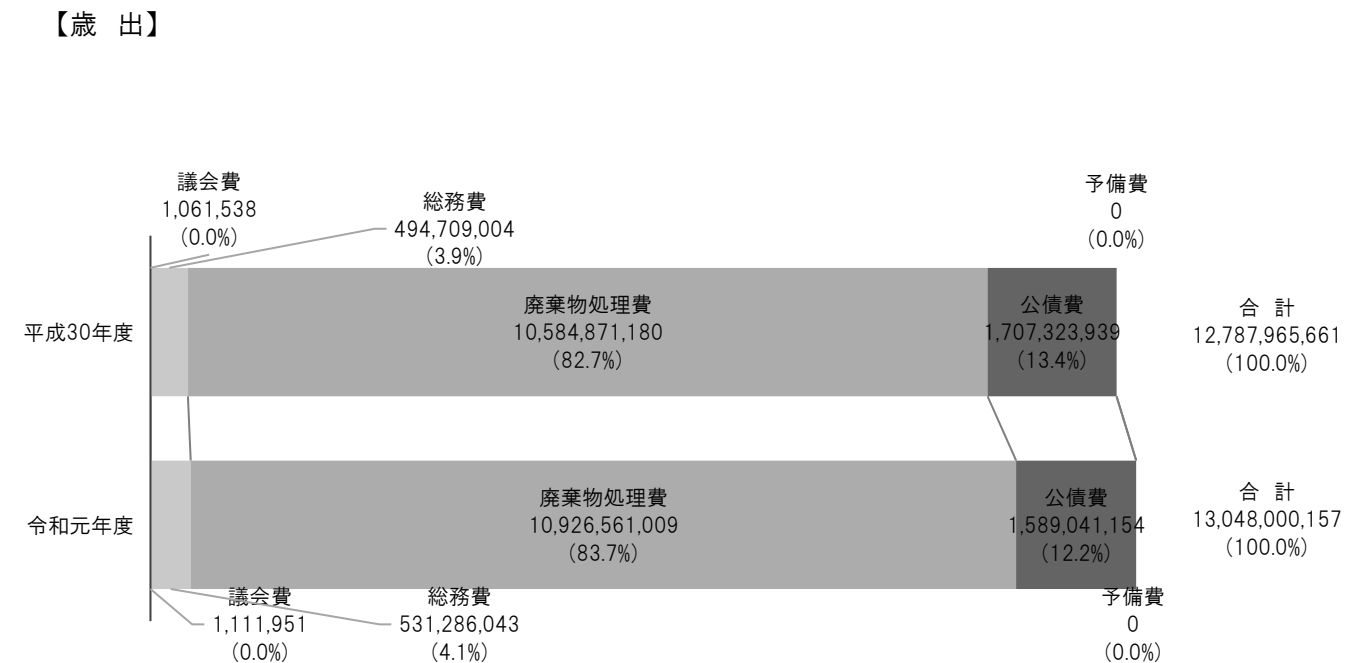 【歳 出】
議会費
1,061,538
(0.0%)
総務費
494,709,004
(3.9%)
予備費
0
(0.0%)
平成30年度
廃棄物処理費
10,584,871,180
(82.7%)
公債費
1,707,323,939
(13.4%)
合 計
12,787,965,661
(100.0%)
令和元年度
廃棄物処理費
10,926,561,009
(83.7%)
公債費
1,589,041,154
(12.2%)
合 計
13,048,000,157
(100.0%)
議会費
1,111,951
(0.0%)
総務費
531,286,043
(4.1%)
予備費
0
(0.0%)